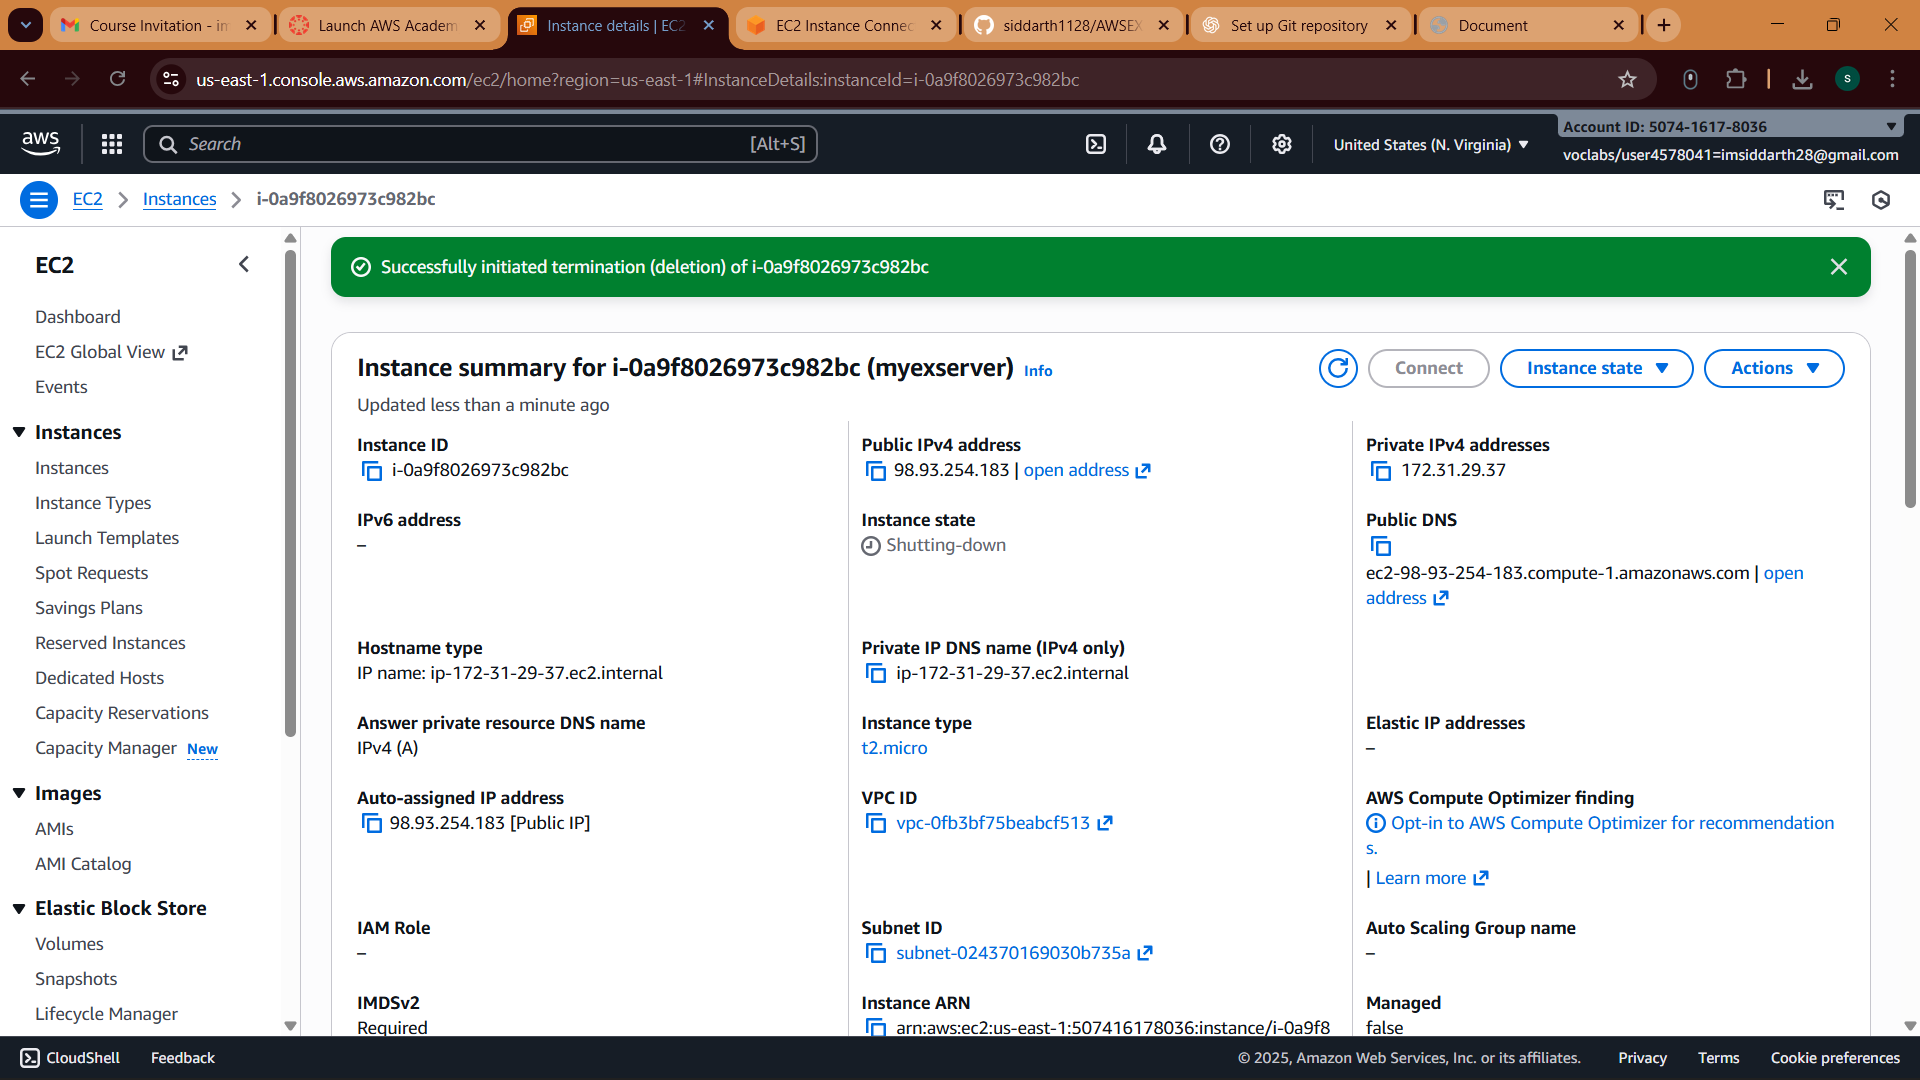 Course Invitation - im
Launch AWS Academ
Instance details | EC2
EC2 Instance Connec
siddarth1128/AWSEX
Set up Git repository
Document
us-east-1.console.aws.amazon.com/ec2/home?region=us-east-1#InstanceDetails:instanceId=i-0a9f8026973c982bc
S
aws
Search
[Alt+S]
United States (N. Virginia)
Account ID: 5074-1617-8036
voclabs/user4578041=imsiddarth28@gmail.com
EC2
Instances
i-0a9f8026973c982bc
EC2
Dashboard
EC2 Global View
Events
Instances
Instances
Instance Types
Launch Templates
Spot Requests
Savings Plans
Reserved Instances
Dedicated Hosts
Capacity Reservations
Capacity Manager New
Images
AMIs
AMI Catalog
Elastic Block Store
Volumes
Snapshots
Lifecycle Manager
Successfully initiated termination (deletion) of i-0a9f8026973c982bc
Instance summary for i-0a9f8026973c982bc (myexserver) Info
Updated less than a minute ago
Connect
Instance state
Actions
Instance ID
i-0a9f8026973c982bc
Public IPv4 address
98.93.254.183 | open address
Private IPv4 addresses
172.31.29.37
IPv6 address
–
Instance state
Shutting-down
Public DNS
ec2-98-93-254-183.compute-1.amazonaws.com | open
address
Hostname type
IP name: ip-172-31-29-37.ec2.internal
Private IP DNS name (IPv4 only)
ip-172-31-29-37.ec2.internal
Answer private resource DNS name
IPv4 (A)
Instance type
t2.micro
Elastic IP addresses
–
Auto-assigned IP address
98.93.254.183 [Public IP]
VPC ID
vpc-0fb3bf75beabcf513
AWS Compute Optimizer finding
Opt-in to AWS Compute Optimizer for recommendation
s.
| Learn more
IAM Role
–
Subnet ID
subnet-024370169030b735a
Auto Scaling Group name
–
IMDSv2
Required
Instance ARN
arn:aws:ec2:us-east-1:507416178036:instance/i-0a9f8
Managed
false
CloudShell
Feedback
© 2025, Amazon Web Services, Inc. or its affiliates.
Privacy
Terms
Cookie preferences